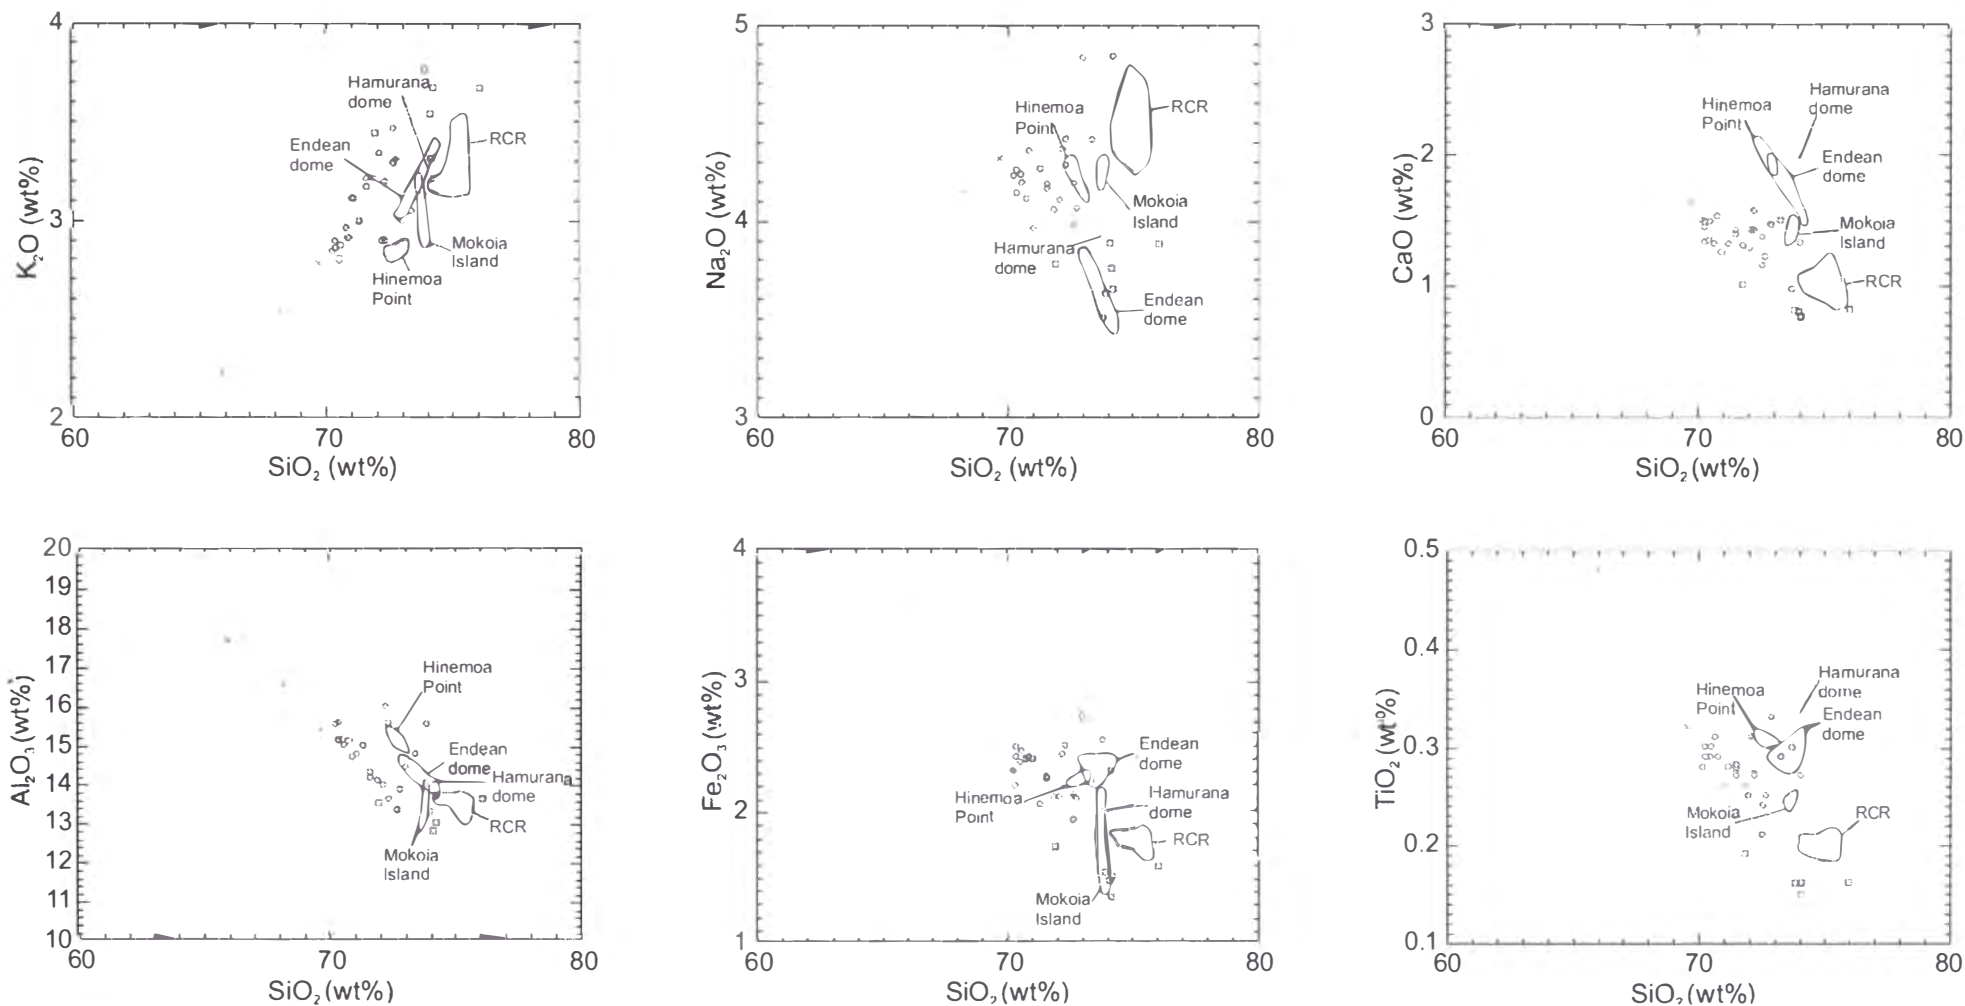 4
3
2
60
70
80
K₂O (wt%)
SiO₂ (wt%)
Hamurana
dome
Endean
dome
RCR
Mokoia
Island
Hinemoa
Point
5
4
3
60
70
80
Na₂O (wt%)
SiO₂ (wt%)
Hinemoa
Point
RCR
Mokoia
Island
Hamurana
dome
Endean
dome
3
2
1
0
60
70
80
CaO (wt%)
SiO₂ (wt%)
Hinemoa
Point
Hamurana
dome
Endean
dome
Mokoia
Island
RCR
20
19
18
17
16
15
14
13
12
11
10
60
70
80
Al₂O₃ (wt%)
SiO₂ (wt%)
Hinemoa
Point
Endean
dome
Hamurana
dome
RCR
Mokoia
Island
4
3
2
1
60
70
80
Fe₂O₃ (wt%)
SiO₂ (wt%)
Endean
dome
Hinemoa
Point
Hamurana
dome
RCR
Mokoia
Island
0.5
0.4
0.3
0.2
0.1
60
70
80
TiO₂ (wt%)
SiO₂ (wt%)
Hinemoa
Point
Hamurana
dome
Endean
dome
Mokoia
Island
RCR